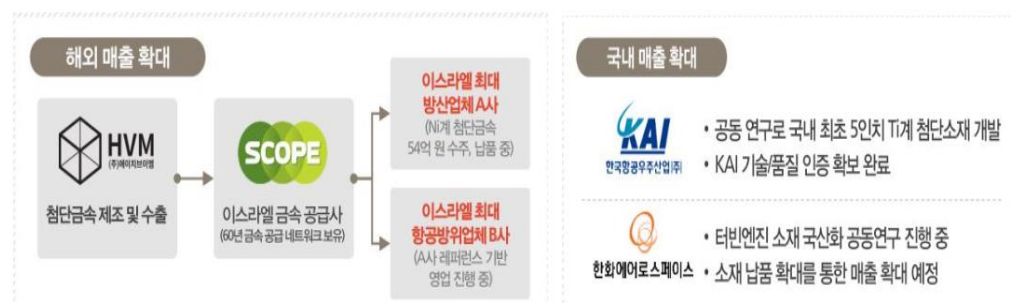 해외 매출 확대
HVM
(주)에이치브이엠
첨단금속 제조 및 수출
SCOPE
이스라엘 금속 공급사
(60년 금속 공급 네트워크 보유)
이스라엘 최대
방산업체 A사
(Ni계 첨단금속
54억 원 수주, 납품 중)
이스라엘 최대
항공방위업체 B사
(A사 레퍼런스 기반
영업 진행 중)
국내 매출 확대
KAI
한국항공우주산업(주)
• 공동 연구로 국내 최초 5인치 Ti계 첨단소재 개발
• KAI 기술/품질 인증 확보 완료
한화에어로스페이스
• 터빈엔진 소재 국산화 공동연구 진행 중
• 소재 납품 확대를 통한 매출 확대 예정